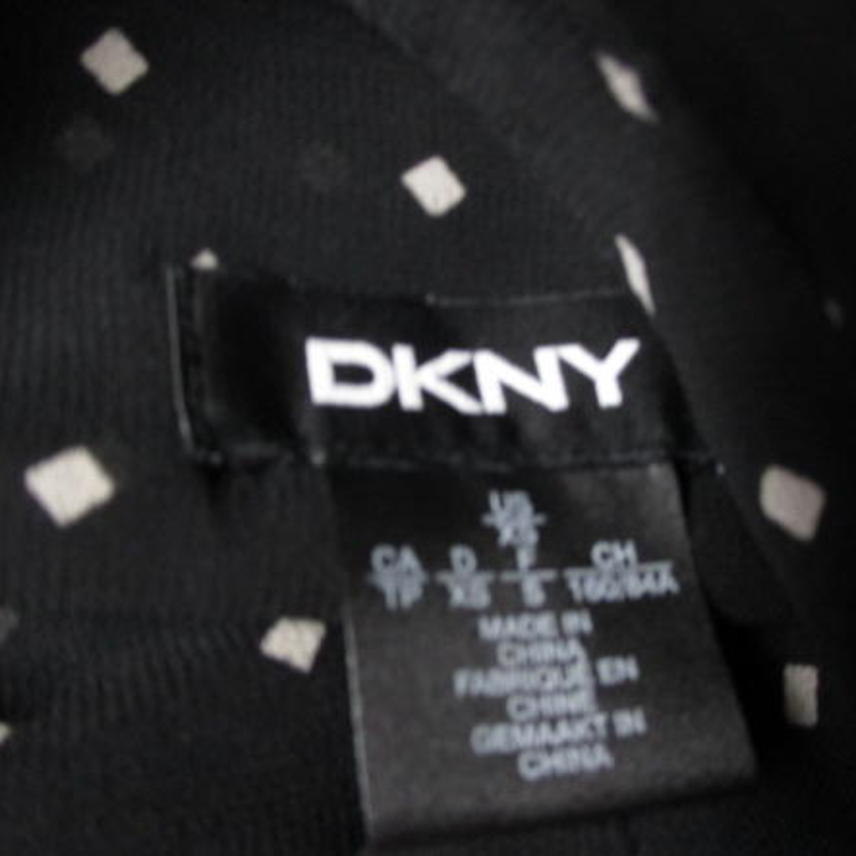 DKNY
US
XS
CA D F CH
TP XS S 160/84A
MADE IN
CHINA
FABRIQUÉ EN
CHINE
GEMAAKT IN
CHINA